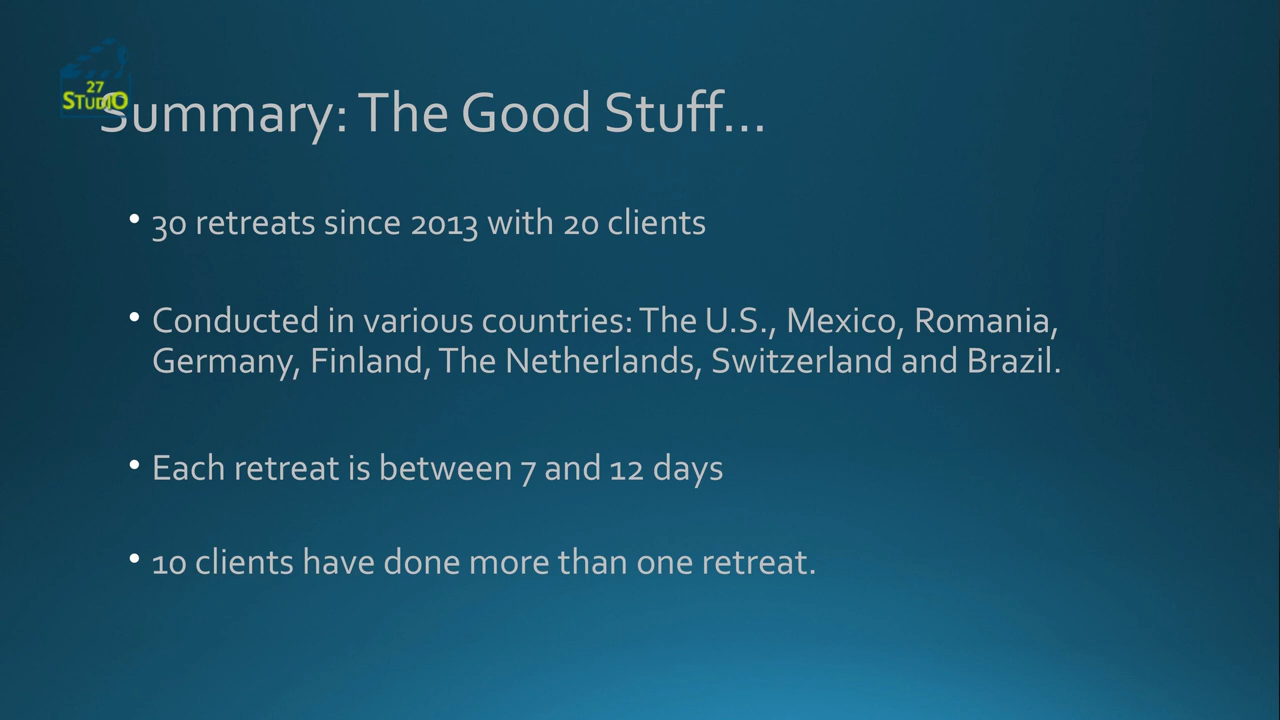 27
STUDIO
Summary: The Good Stuff...
• 30 retreats since 2013 with 20 clients
• Conducted in various countries: The U.S., Mexico, Romania,
Germany, Finland, The Netherlands, Switzerland and Brazil.
• Each retreat is between 7 and 12 days
• 10 clients have done more than one retreat.